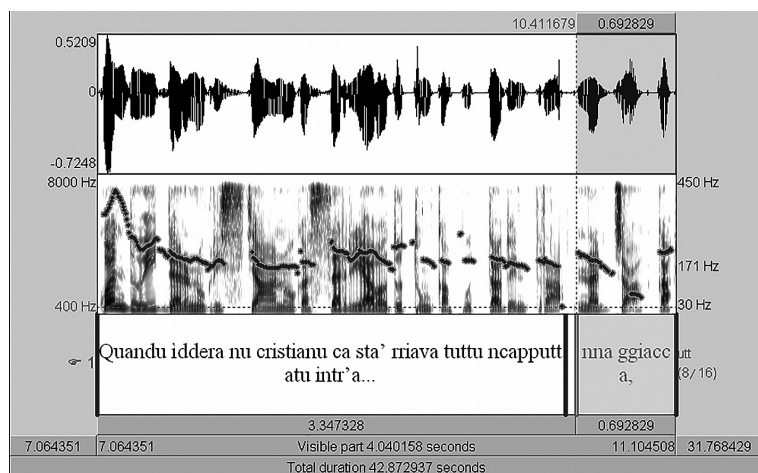 10.411679 0.692829
0.5209
0
-0.7248
8000 Hz 450 Hz
171 Hz
400 Hz 30 Hz
Quandu ìddera nu cristianu ca sta’ rriava tuttu ncapputt nna ggiacc utt
☞ 1 atu intr’a... a, (8/16)
3.347328 0.692829
7.064351 7.064351 Visible part 4.040158 seconds 11.104508 31.768429
Total duration 42.872937 seconds